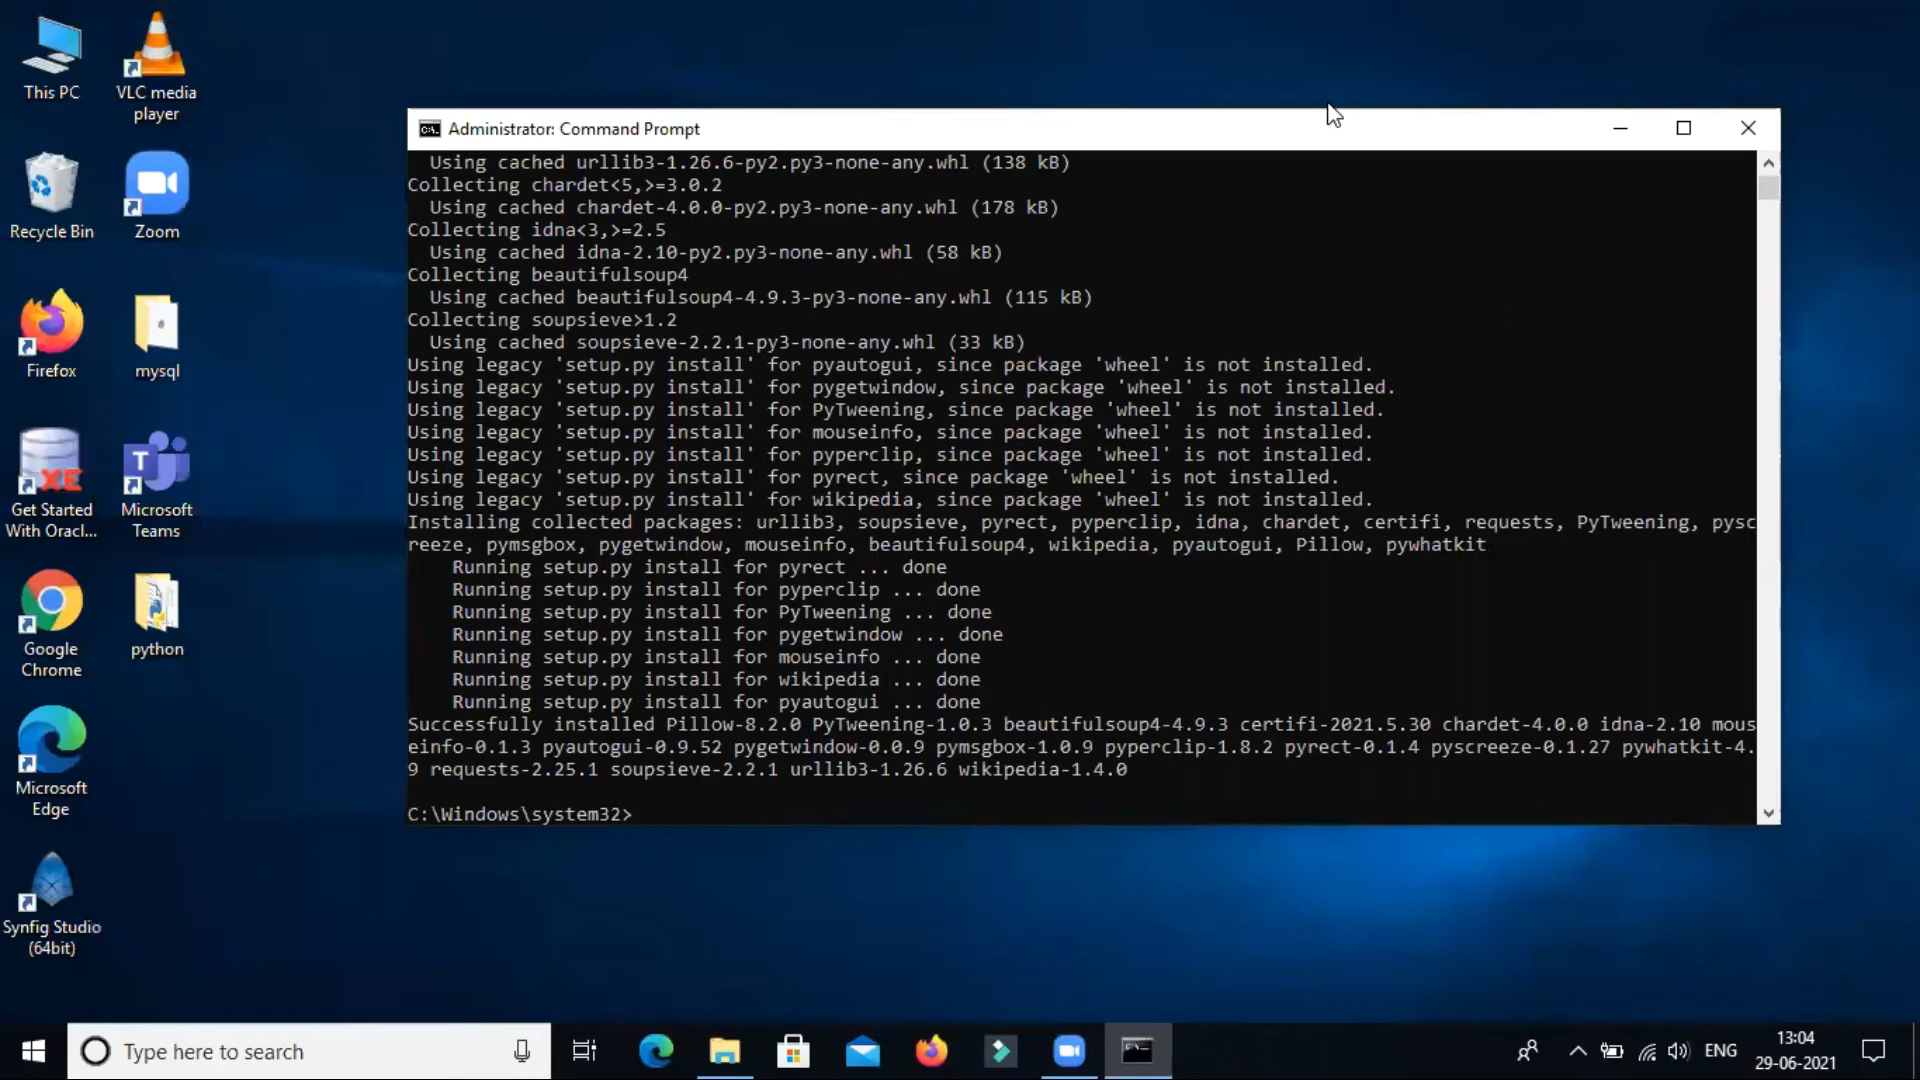 This PC
VLC media
player
Recycle Bin
Zoom
Firefox
mysql
XE
Get Started
With Oracl...
T
Microsoft
Teams
Google
Chrome
python
Microsoft
Edge
Synfig Studio
(64bit)
C:\. Administrator: Command Prompt
  Using cached urllib3-1.26.6-py2.py3-none-any.whl (138 kB)
Collecting chardet<5,>=3.0.2
  Using cached chardet-4.0.0-py2.py3-none-any.whl (178 kB)
Collecting idna<3,>=2.5
  Using cached idna-2.10-py2.py3-none-any.whl (58 kB)
Collecting beautifulsoup4
  Using cached beautifulsoup4-4.9.3-py3-none-any.whl (115 kB)
Collecting soupsieve>1.2
  Using cached soupsieve-2.2.1-py3-none-any.whl (33 kB)
Using legacy 'setup.py install' for pyautogui, since package 'wheel' is not installed.
Using legacy 'setup.py install' for pygetwindow, since package 'wheel' is not installed.
Using legacy 'setup.py install' for PyTweening, since package 'wheel' is not installed.
Using legacy 'setup.py install' for mouseinfo, since package 'wheel' is not installed.
Using legacy 'setup.py install' for pyperclip, since package 'wheel' is not installed.
Using legacy 'setup.py install' for pyrect, since package 'wheel' is not installed.
Using legacy 'setup.py install' for wikipedia, since package 'wheel' is not installed.
Installing collected packages: urllib3, soupsieve, pyrect, pyperclip, idna, chardet, certifi, requests, PyTweening, pysc
reeze, pymsgbox, pygetwindow, mouseinfo, beautifulsoup4, wikipedia, pyautogui, Pillow, pywhatkit
    Running setup.py install for pyrect ... done
    Running setup.py install for pyperclip ... done
    Running setup.py install for PyTweening ... done
    Running setup.py install for pygetwindow ... done
    Running setup.py install for mouseinfo ... done
    Running setup.py install for wikipedia ... done
    Running setup.py install for pyautogui ... done
Successfully installed Pillow-8.2.0 PyTweening-1.0.3 beautifulsoup4-4.9.3 certifi-2021.5.30 chardet-4.0.0 idna-2.10 mous
einfo-0.1.3 pyautogui-0.9.52 pygetwindow-0.0.9 pymsgbox-1.0.9 pyperclip-1.8.2 pyrect-0.1.4 pyscreeze-0.1.27 pywhatkit-4.
9 requests-2.25.1 soupsieve-2.2.1 urllib3-1.26.6 wikipedia-1.4.0
C:\Windows\system32>
Type here to search
ENG
13:04
29-06-2021